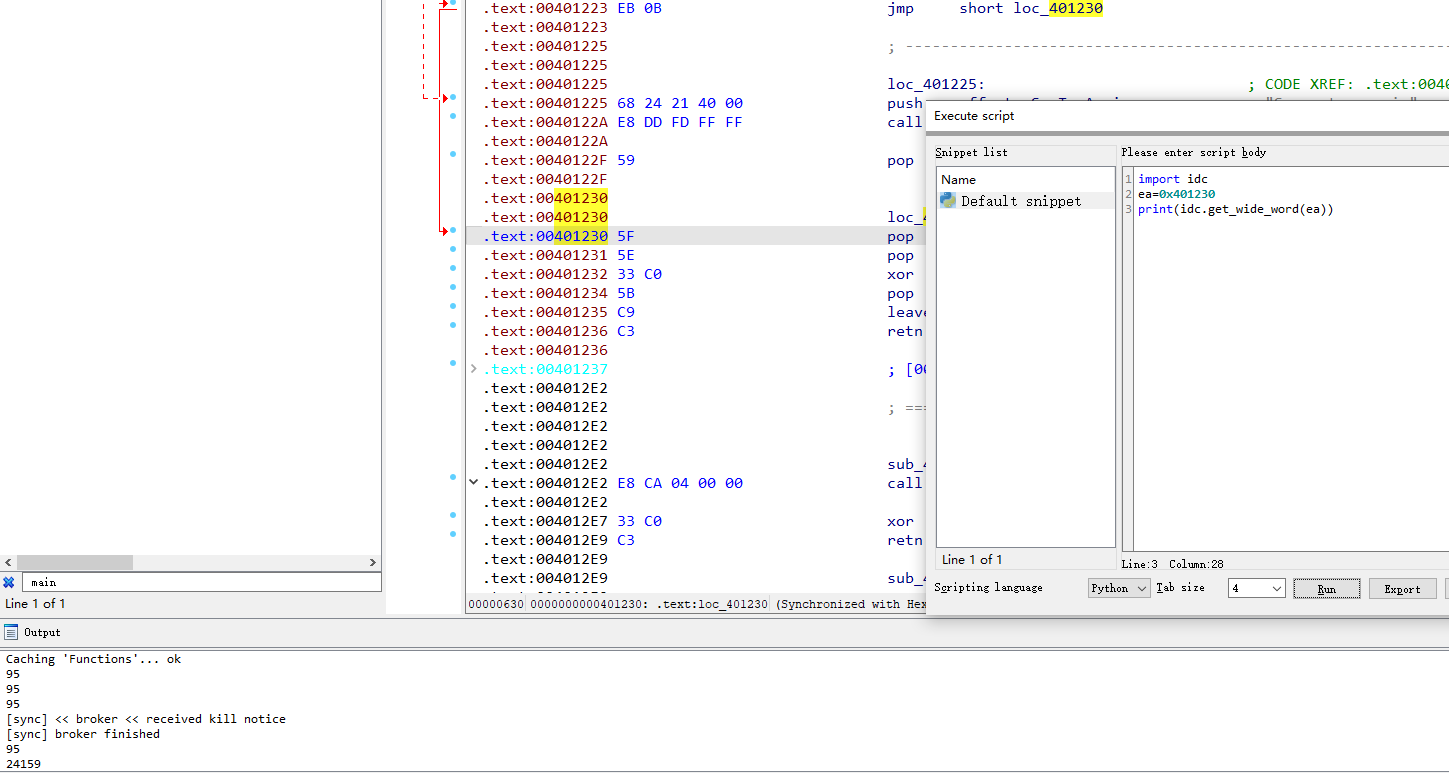 .text:00401223 EB 0B jmp short loc_401230
.text:00401223
.text:00401225 ; ----------------------------------------------------------------
.text:00401225
.text:00401225 loc_401225: ; CODE XREF: .text:004
.text:00401225 68 24 21 40 00 push
.text:0040122A E8 DD FD FF FF call
.text:0040122A
.text:0040122F 59 pop
.text:0040122F
.text:00401230
.text:00401230 loc_
.text:00401230 5F pop
.text:00401231 5E pop
.text:00401232 33 C0 xor
.text:00401234 5B pop
.text:00401235 C9 leave
.text:00401236 C3 retn
.text:00401236
.text:00401237 ; [00
.text:004012E2
.text:004012E2 ; ===
.text:004012E2
.text:004012E2
.text:004012E2 sub_4
.text:004012E2 E8 CA 04 00 00 call
.text:004012E2
.text:004012E7 33 C0 xor
.text:004012E9 C3 retn
.text:004012E9
.text:004012E9 sub_4
00000630 0000000000401230: .text:loc_401230 (Synchronized with Hex
Execute script
Snippet list
Name
Default snippet
Line 1 of 1
Please enter script body
1 import idc
2 ea=0x401230
3 print(idc.get_wide_word(ea))
Line:3 Column:28
Scripting language Python Tab size 4 Run Export
main
Line 1 of 1
Output
Caching 'Functions'... ok
95
95
95
[sync] << broker << received kill notice
[sync] broker finished
95
24159